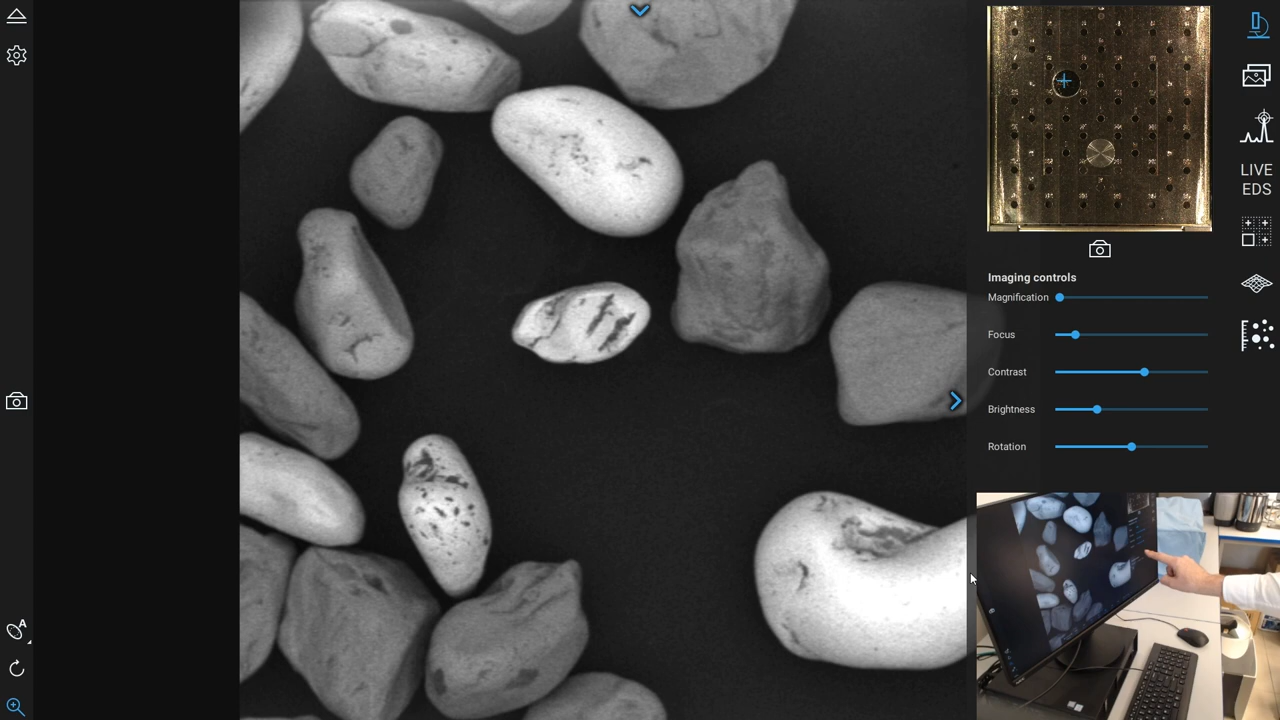 LIVE
EDS
Imaging controls
Magnification
Focus
Contrast
Brightness
Rotation
A